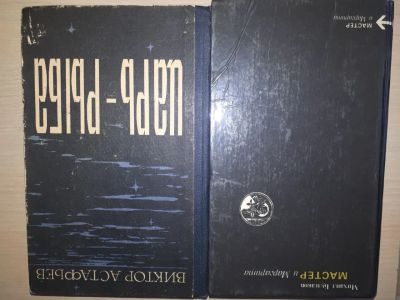 ВИКТОР АСТАФЬЕВ
царь-рыба
Михаил Булгаков
МАСТЕР
и Маргарита
МАСТЕР
и Маргарита